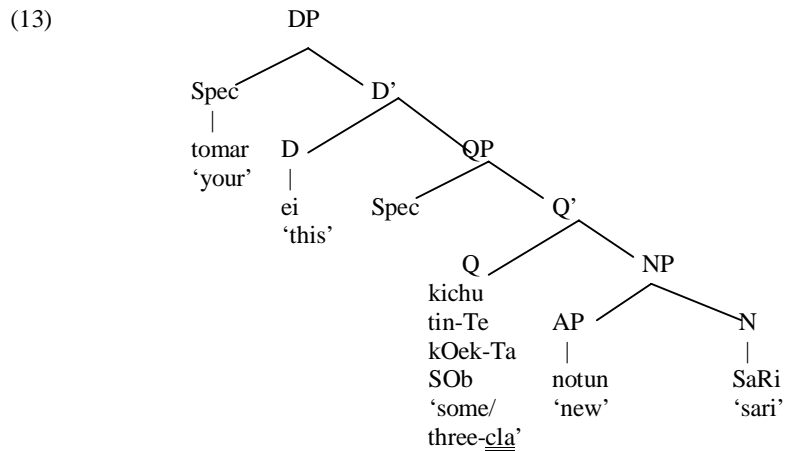 (13) DP
Spec D’
tomar D QP
‘your’
ei Spec Q’
‘this’
Q NP
kichu
tin-Te AP N
kOek-Ta
SOb notun SaRi
‘some/ ‘new’ ‘sari’
three-cla’